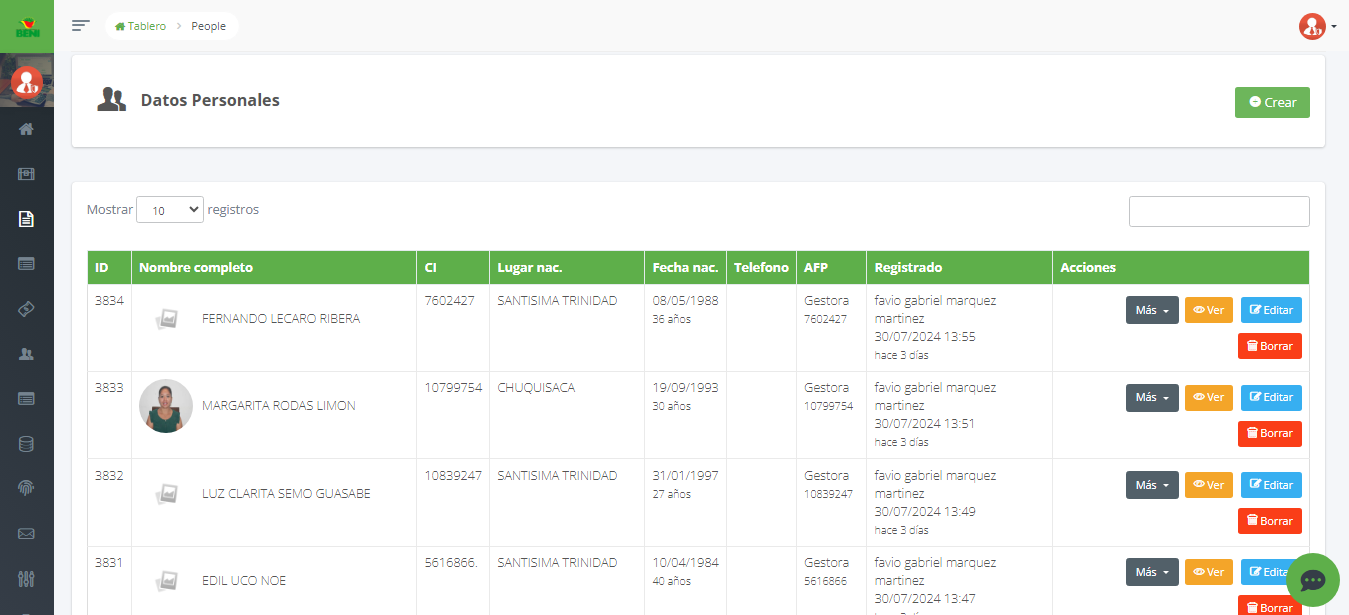 BENI
Tablero > People
Datos Personales
Crear
Mostrar 10 registros
ID Nombre completo CI Lugar nac. Fecha nac. Telefono AFP Registrado Acciones
3834 FERNANDO LECARO RIBERA 7602427 SANTISIMA TRINIDAD 08/05/1988 Gestora favio gabriel marquez Más Ver Editar
36 años 7602427 martinez
30/07/2024 13:55 Borrar
hace 3 días
3833 MARGARITA RODAS LIMON 10799754 CHUQUISACA 19/09/1993 Gestora favio gabriel marquez Más Ver Editar
30 años 10799754 martinez
30/07/2024 13:51 Borrar
hace 3 días
3832 LUZ CLARITA SEMO GUASABE 10839247 SANTISIMA TRINIDAD 31/01/1997 Gestora favio gabriel marquez Más Ver Editar
27 años 10839247 martinez
30/07/2024 13:49 Borrar
hace 3 días
3831 EDIL UCO NOE 5616866. SANTISIMA TRINIDAD 10/04/1984 Gestora favio gabriel marquez Más Ver Edita
40 años 5616866 martinez
30/07/2024 13:47 Borrar